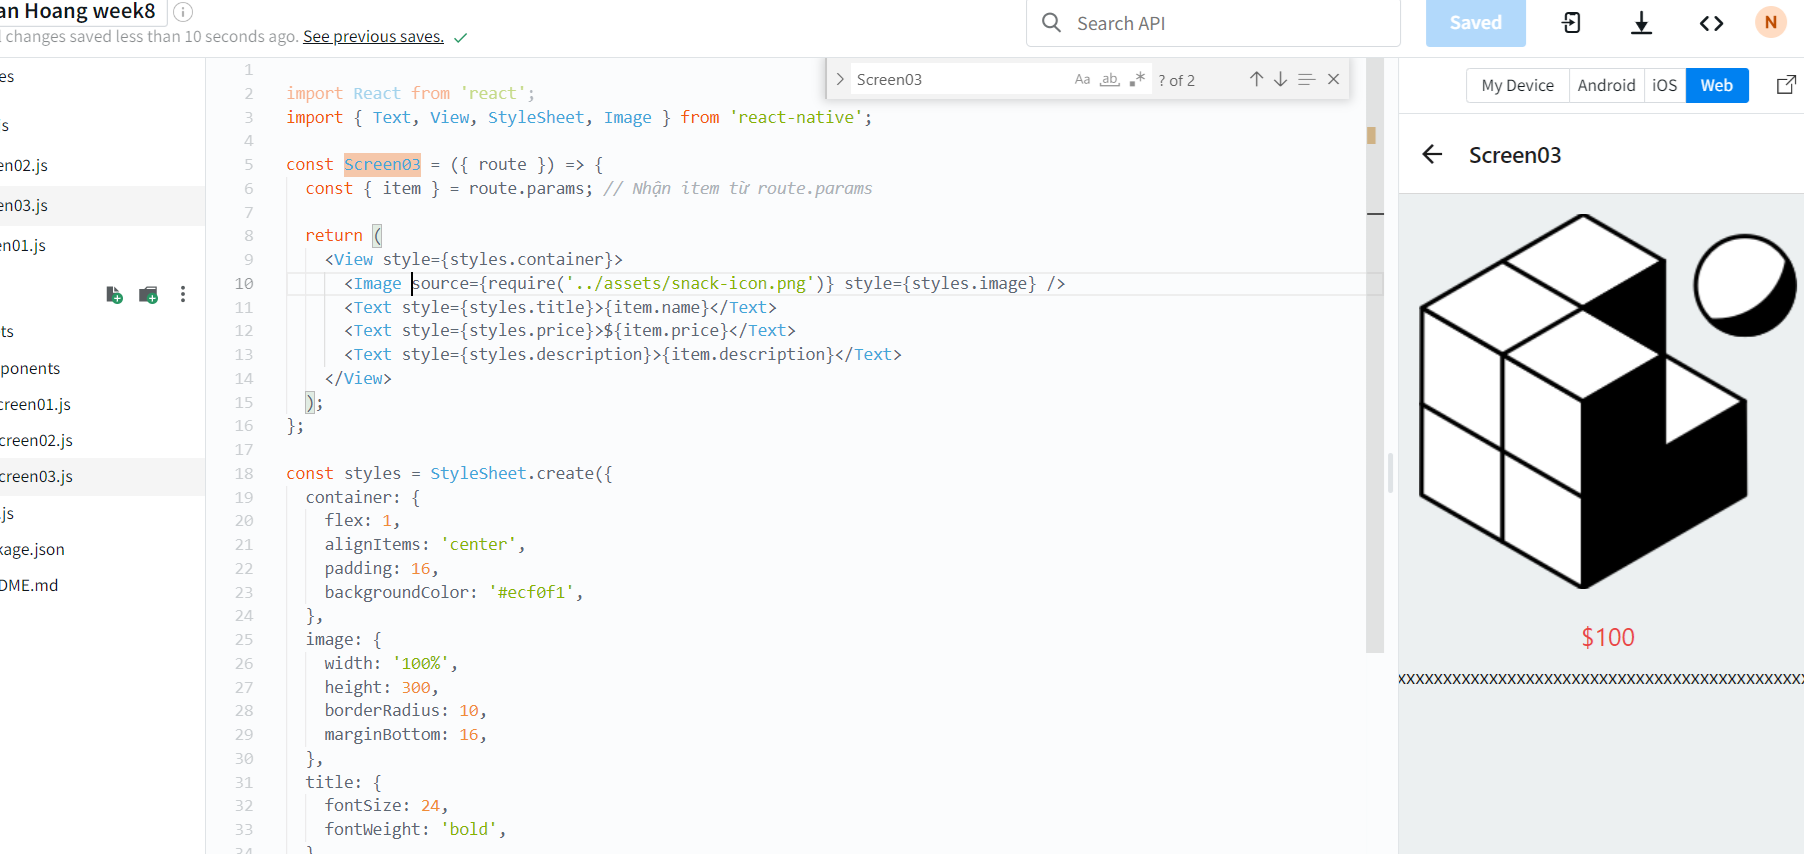 an Hoang week8
changes saved less than 10 seconds ago. See previous saves.
Search API
Saved
N
es
s
en02.js
en03.js
en01.js
ts
ponents
creen01.js
creen02.js
creen03.js
.js
kage.json
DME.md
Screen03
Aa ab. .* ? of 2
1
2 import React from 'react';
3 import { Text, View, StyleSheet, Image } from 'react-native';
4
5 const Screen03 = ({ route }) => {
6 const { item } = route.params; // Nhận item từ route.params
7
8 return (
9 <View style={styles.container}>
10 <Image source={require('../assets/snack-icon.png')} style={styles.image} />
11 <Text style={styles.title}>{item.name}</Text>
12 <Text style={styles.price}>${item.price}</Text>
13 <Text style={styles.description}>{item.description}</Text>
14 </View>
15 );
16 };
17
18 const styles = StyleSheet.create({
19 container: {
20 flex: 1,
21 alignItems: 'center',
22 padding: 16,
23 backgroundColor: '#ecf0f1',
24 },
25 image: {
26 width: '100%',
27 height: 300,
28 borderRadius: 10,
29 marginBottom: 16,
30 },
31 title: {
32 fontSize: 24,
33 fontWeight: 'bold',
34 }
My Device Android iOS Web
Screen03
$100
xxxxxxxxxxxxxxxxxxxxxxxxxxxxxxxxxxxxxxxxxxxxx